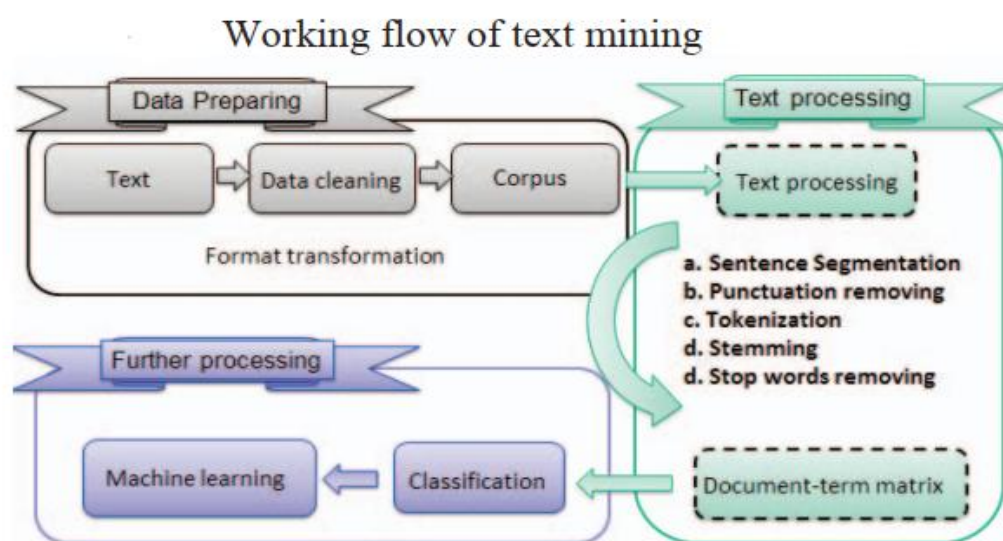 Working flow of text mining
Data Preparing
Text
Data cleaning
Corpus
Format transformation
Text processing
Text processing
a. Sentence Segmentation
b. Punctuation removing
c. Tokenization
d. Stemming
d. Stop words removing
Document-term matrix
Further processing
Machine learning
Classification